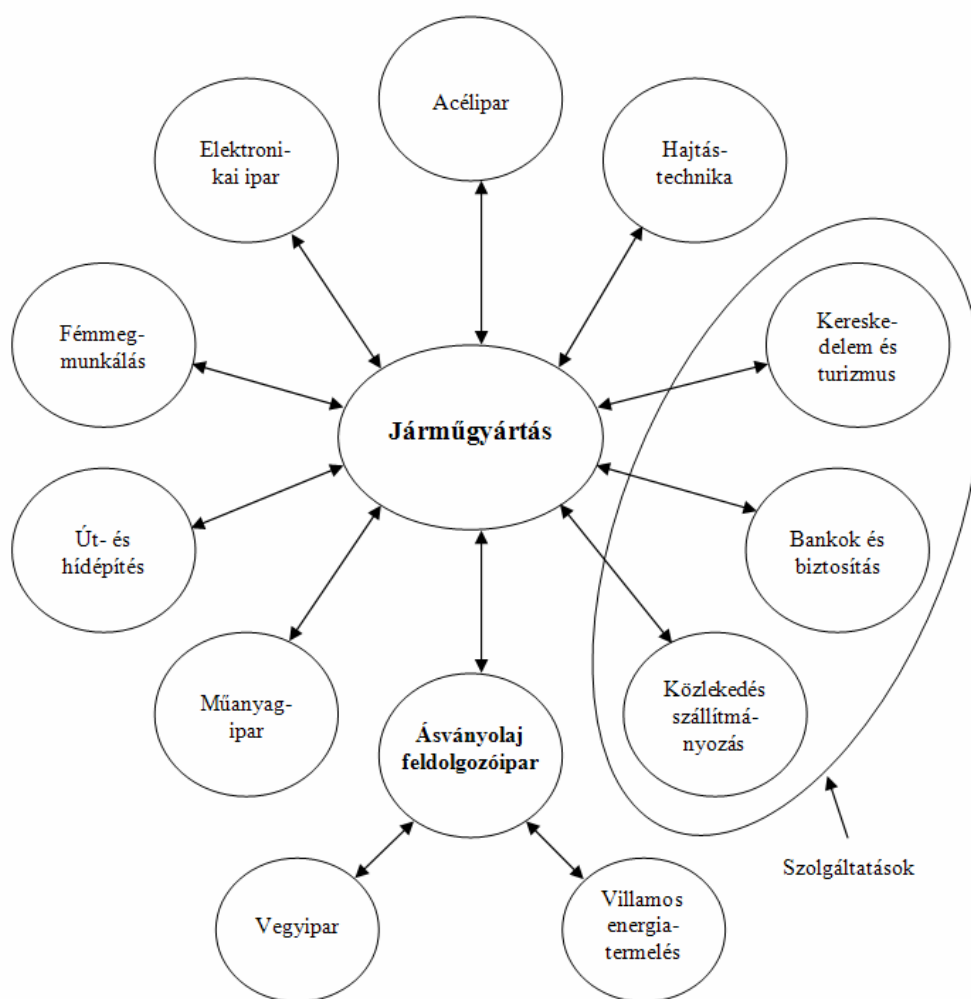 Acélipar
Elektroni-
kai ipar
Hajtás-
technika
Fémmeg-
munkálás
Kereske-
delem és
turizmus
Járműgyártás
Út- és
hídépítés
Bankok és
biztosítás
Műanyag-
ipar
Közlekedés
szállítmá-
nyozás
Ásványolaj
feldolgozóipar
Szolgáltatások
Vegyipar
Villamos
energia-
termelés